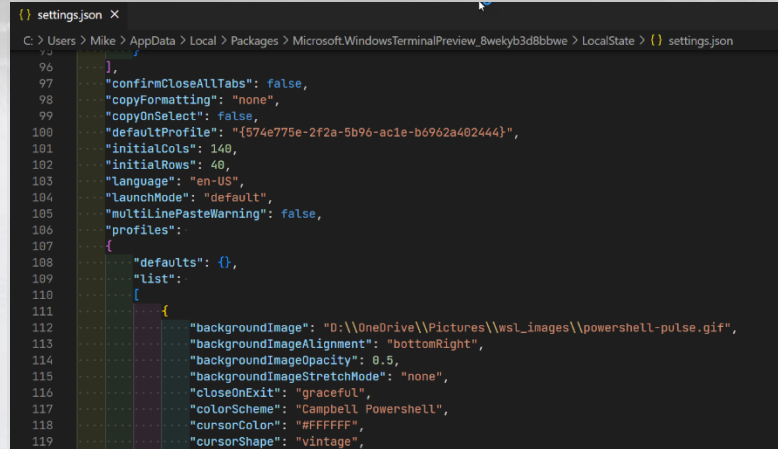 {} settings.json ×
C: > Users > Mike > AppData > Local > Packages > Microsoft.WindowsTerminalPreview_8wekyb3d8bbwe > LocalState > {} settings.json
95 }
96 ],
97 "confirmCloseAllTabs": false,
98 "copyFormatting": "none",
99 "copyOnSelect": false,
100 "defaultProfile": "{574e775e-2f2a-5b96-ac1e-b6962a402444}",
101 "initialCols": 140,
102 "initialRows": 40,
103 "language": "en-US",
104 "launchMode": "default",
105 "multiLinePasteWarning": false,
106 "profiles":
107 {
108 "defaults": {},
109 "list":
110 [
111 {
112 "backgroundImage": "D:\\OneDrive\\Pictures\\wsl_images\\powershell-pulse.gif",
113 "backgroundImageAlignment": "bottomRight",
114 "backgroundImageOpacity": 0.5,
115 "backgroundImageStretchMode": "none",
116 "closeOnExit": "graceful",
117 "colorScheme": "Campbell Powershell",
118 "cursorColor": "#FFFFFF",
119 "cursorShape": "vintage",